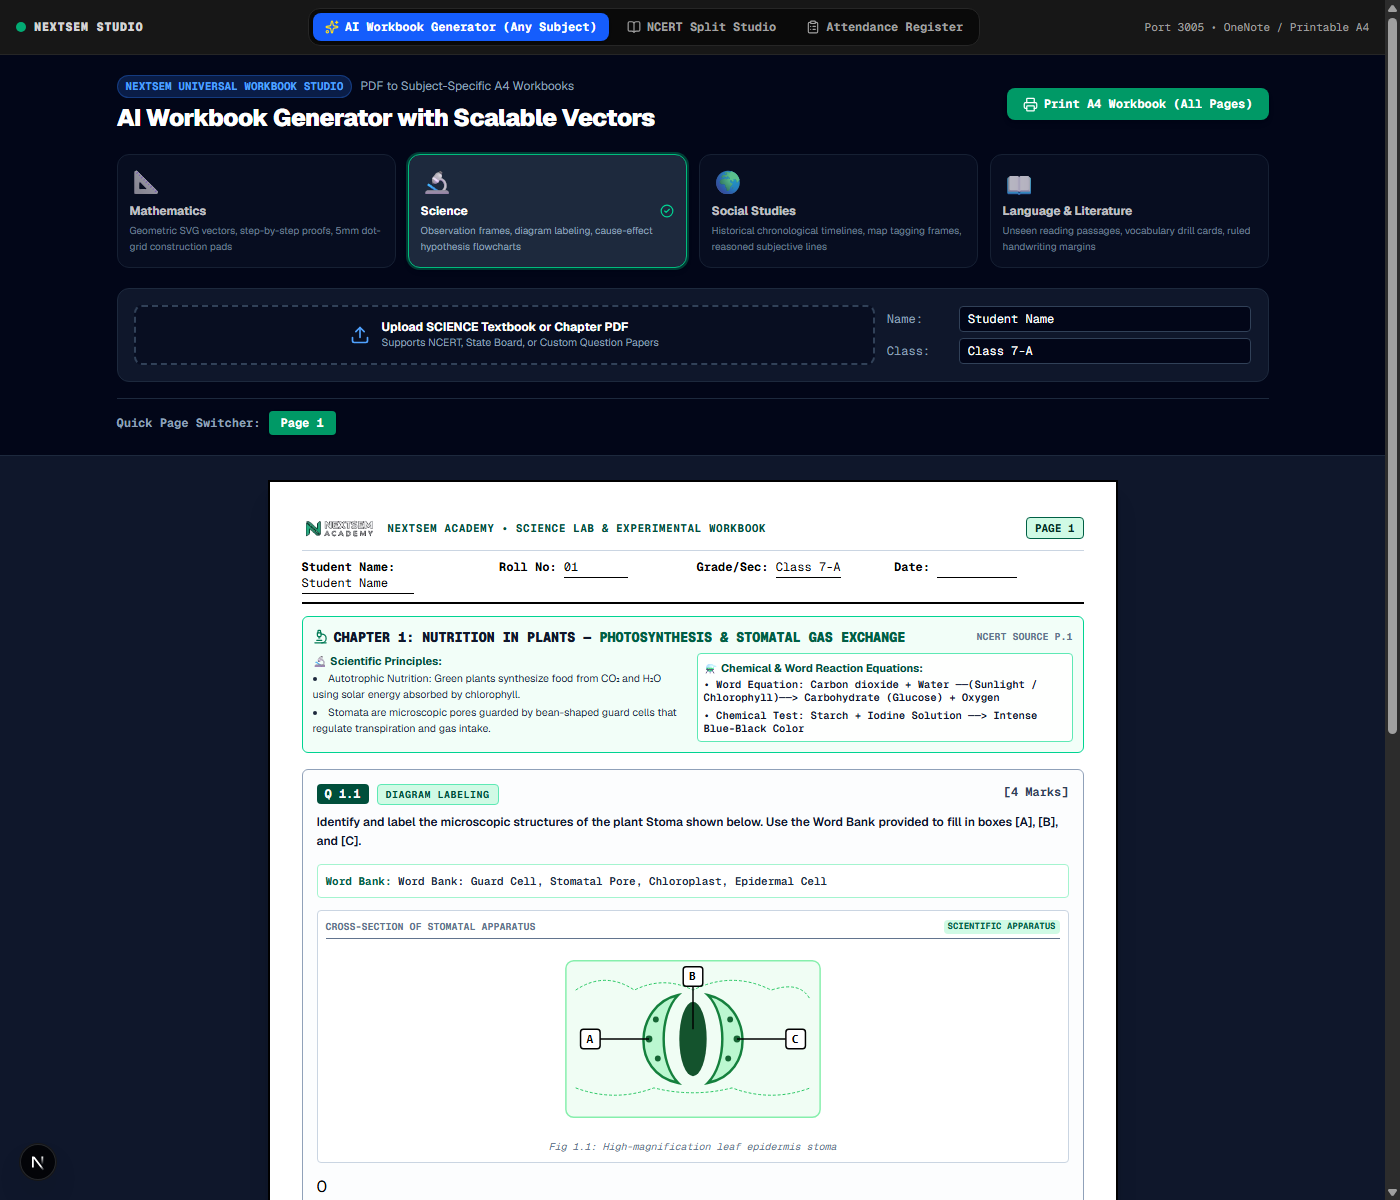 NEXTSEM STUDIO
AI Workbook Generator (Any Subject)
NCERT Split Studio
Attendance Register
Port 3005 • OneNote / Printable A4
NEXTSEM UNIVERSAL WORKBOOK STUDIO
PDF to Subject-Specific A4 Workbooks
AI Workbook Generator with Scalable Vectors
Print A4 Workbook (All Pages)
Mathematics
Geometric SVG vectors, step-by-step proofs, 5mm dot-
grid construction pads
Science
Observation frames, diagram labeling, cause-effect
hypothesis flowcharts
Social Studies
Historical chronological timelines, map tagging frames,
reasoned subjective lines
Language & Literature
Unseen reading passages, vocabulary drill cards, ruled
handwriting margins
Upload SCIENCE Textbook or Chapter PDF
Supports NCERT, State Board, or Custom Question Papers
Name:
Student Name
Class:
Class 7-A
Quick Page Switcher:
Page 1
NEXTSEM
ACADEMY
NEXTSEM ACADEMY • SCIENCE LAB & EXPERIMENTAL WORKBOOK
PAGE 1
Student Name:
Student Name
Roll No: 01
Grade/Sec: Class 7-A
Date:
CHAPTER 1: NUTRITION IN PLANTS — PHOTOSYNTHESIS & STOMATAL GAS EXCHANGE
NCERT SOURCE P.1
Scientific Principles:
• Autotrophic Nutrition: Green plants synthesize food from CO₂ and H₂O
using solar energy absorbed by chlorophyll.
• Stomata are microscopic pores guarded by bean-shaped guard cells that
regulate transpiration and gas intake.
Chemical & Word Reaction Equations:
• Word Equation: Carbon dioxide + Water ——(Sunlight /
Chlorophyll)——> Carbohydrate (Glucose) + Oxygen
• Chemical Test: Starch + Iodine Solution ——> Intense
Blue-Black Color
Q 1.1
DIAGRAM LABELING
[4 Marks]
Identify and label the microscopic structures of the plant Stoma shown below. Use the Word Bank provided to fill in boxes [A], [B],
and [C].
Word Bank: Word Bank: Guard Cell, Stomatal Pore, Chloroplast, Epidermal Cell
CROSS-SECTION OF STOMATAL APPARATUS
SCIENTIFIC APPARATUS
B
A
C
Fig 1.1: High-magnification leaf epidermis stoma
0
N